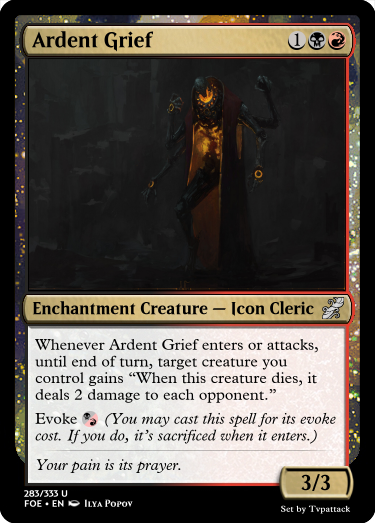 Ardent Grief 1
Enchantment Creature — Icon Cleric
Whenever Ardent Grief enters or attacks,
until end of turn, target creature you
control gains “When this creature dies, it
deals 2 damage to each opponent.”
Evoke (You may cast this spell for its evoke
cost. If you do, it’s sacrificed when it enters.)
Your pain is its prayer.
3/3
283/333 U
FOE • EN Ilya Popov
Set by Tvpattack